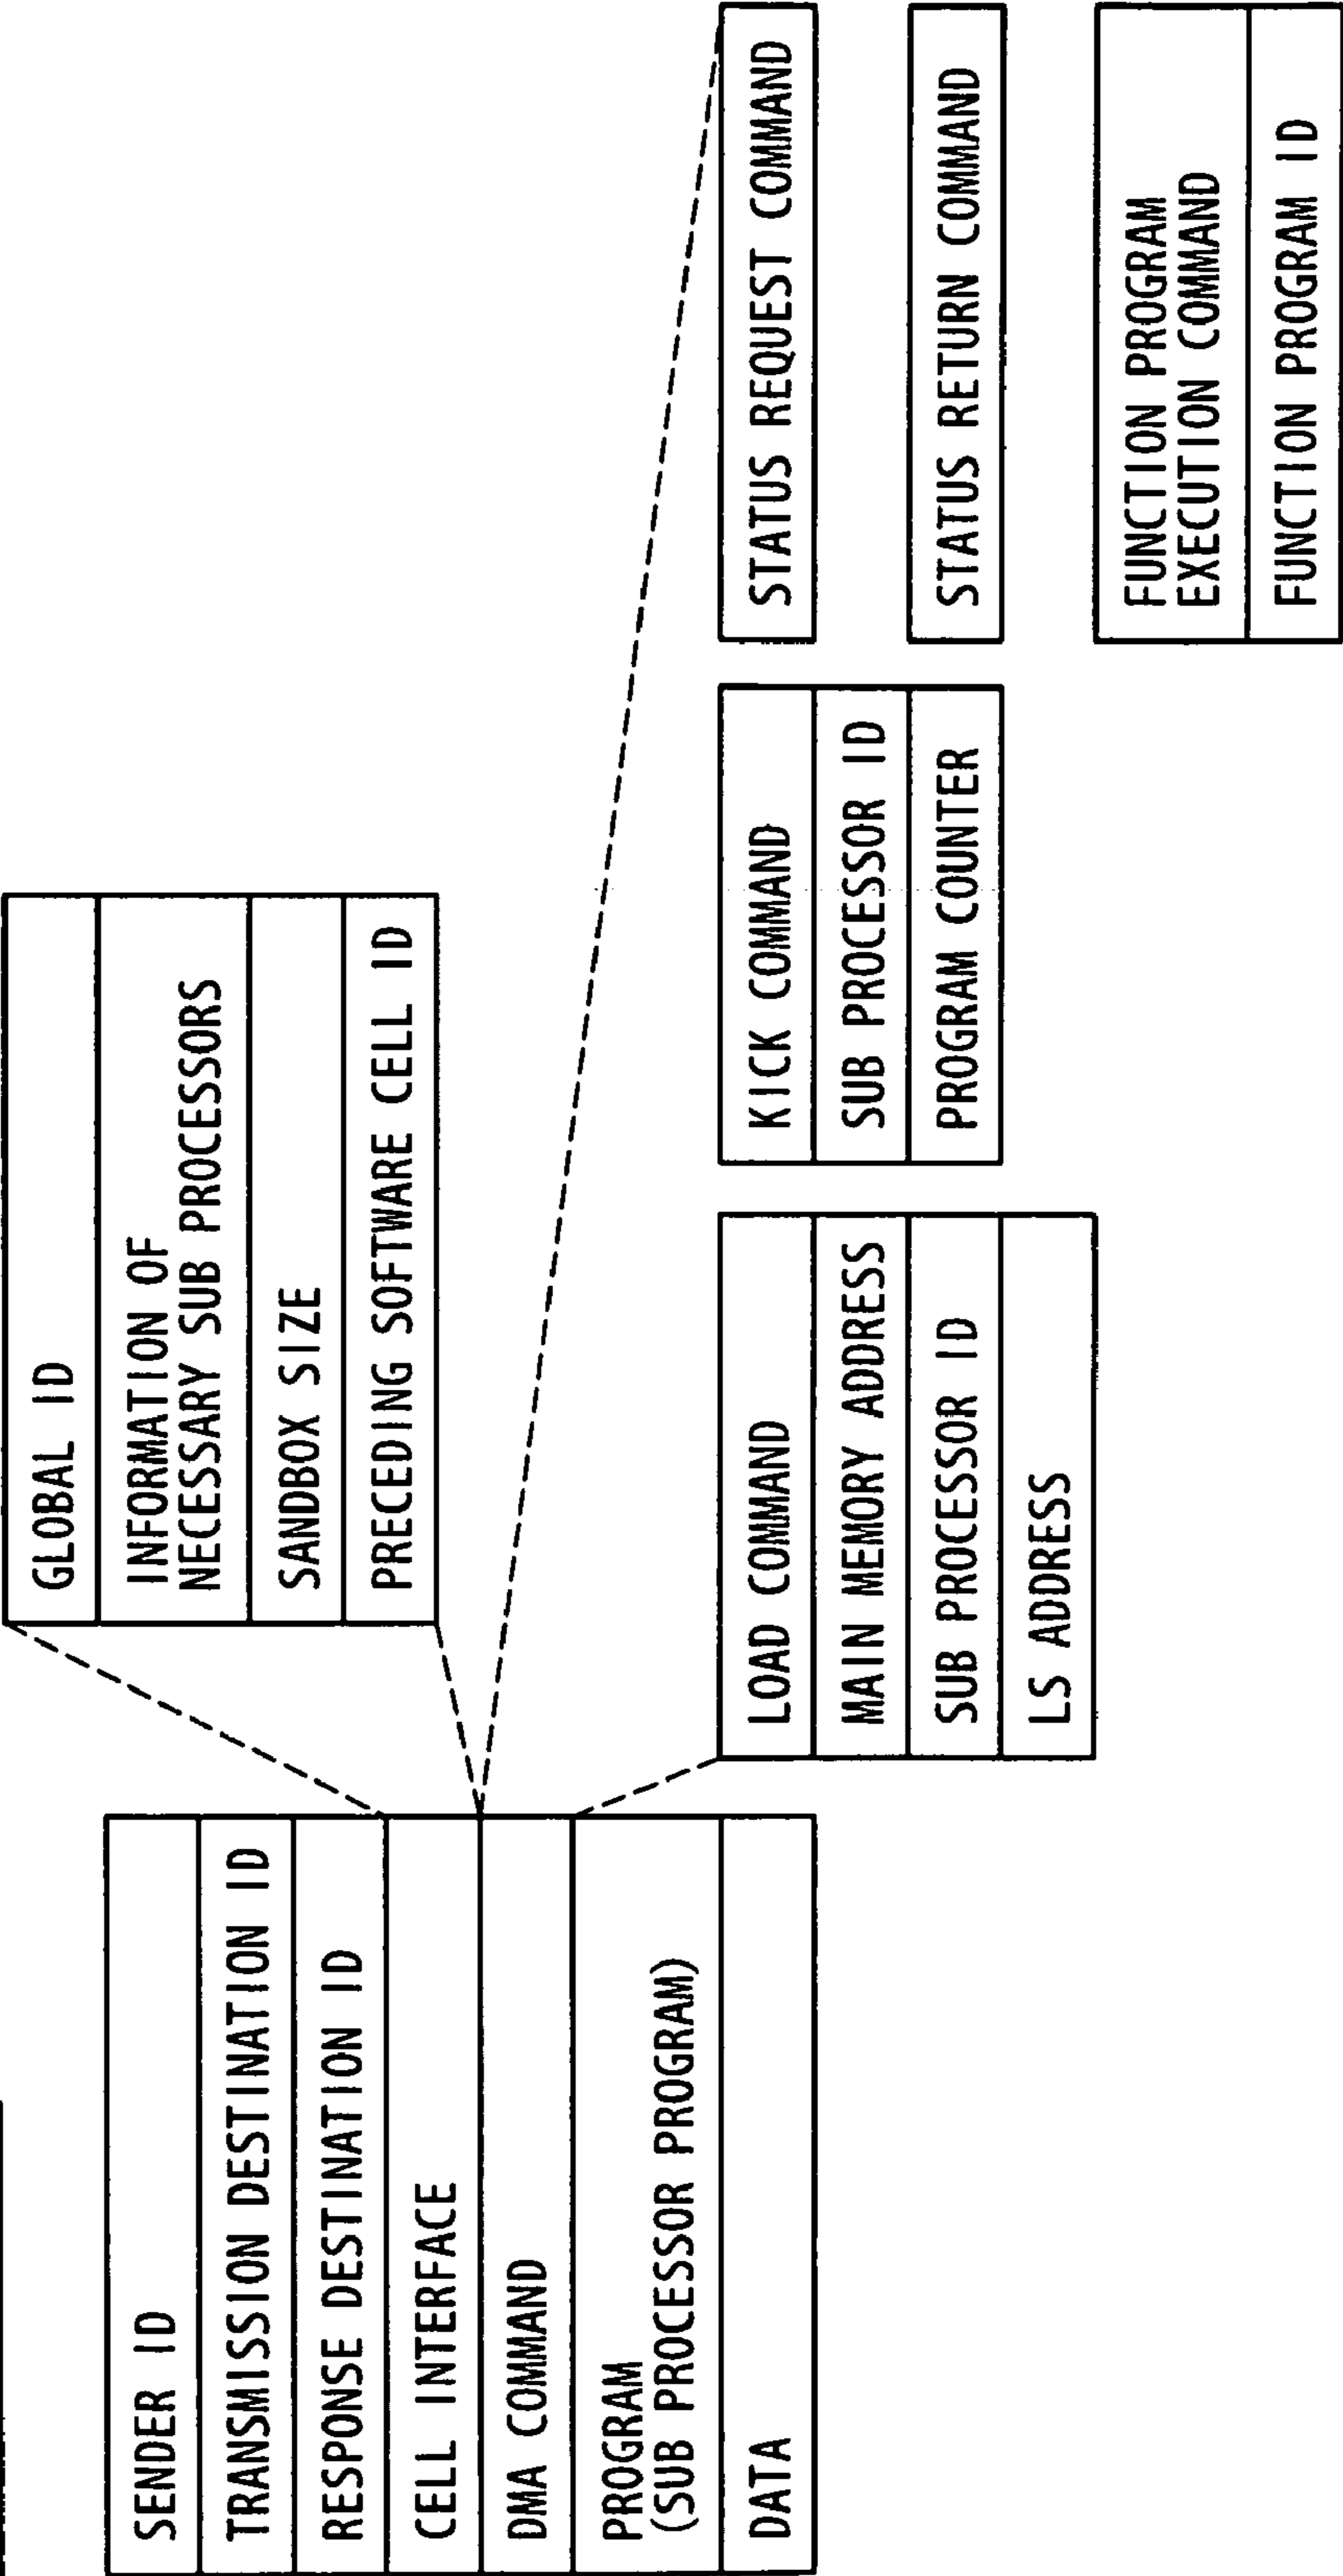 SENDER ID
TRANSMISSION DESTINATION ID
RESPONSE DESTINATION ID
CELL INTERFACE
DMA COMMAND
PROGRAM
(SUB PROCESSOR PROGRAM)
DATA
GLOBAL ID
INFORMATION OF
NECESSARY SUB PROCESSORS
SANDBOX SIZE
PRECEDING SOFTWARE CELL ID
LOAD COMMAND
MAIN MEMORY ADDRESS
SUB PROCESSOR ID
LS ADDRESS
KICK COMMAND
SUB PROCESSOR ID
PROGRAM COUNTER
STATUS REQUEST COMMAND
STATUS RETURN COMMAND
FUNCTION PROGRAM
EXECUTION COMMAND
FUNCTION PROGRAM ID